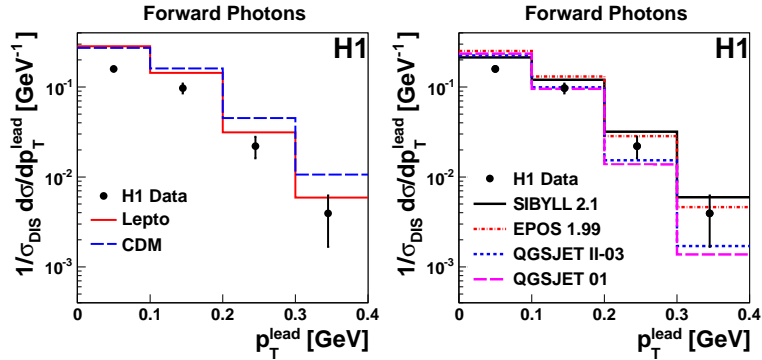 Forward Photons
H1
1/σ_DIS dσ/dp_T^lead [GeV^-1]
10^-1
10^-2
10^-3
H1 Data
Lepto
CDM
0 0.1 0.2 0.3 0.4
p_T^lead [GeV]
Forward Photons
H1
1/σ_DIS dσ/dp_T^lead [GeV^-1]
10^-1
10^-2
10^-3
H1 Data
SIBYLL 2.1
EPOS 1.99
QGSJET II-03
QGSJET 01
0 0.1 0.2 0.3 0.4
p_T^lead [GeV]